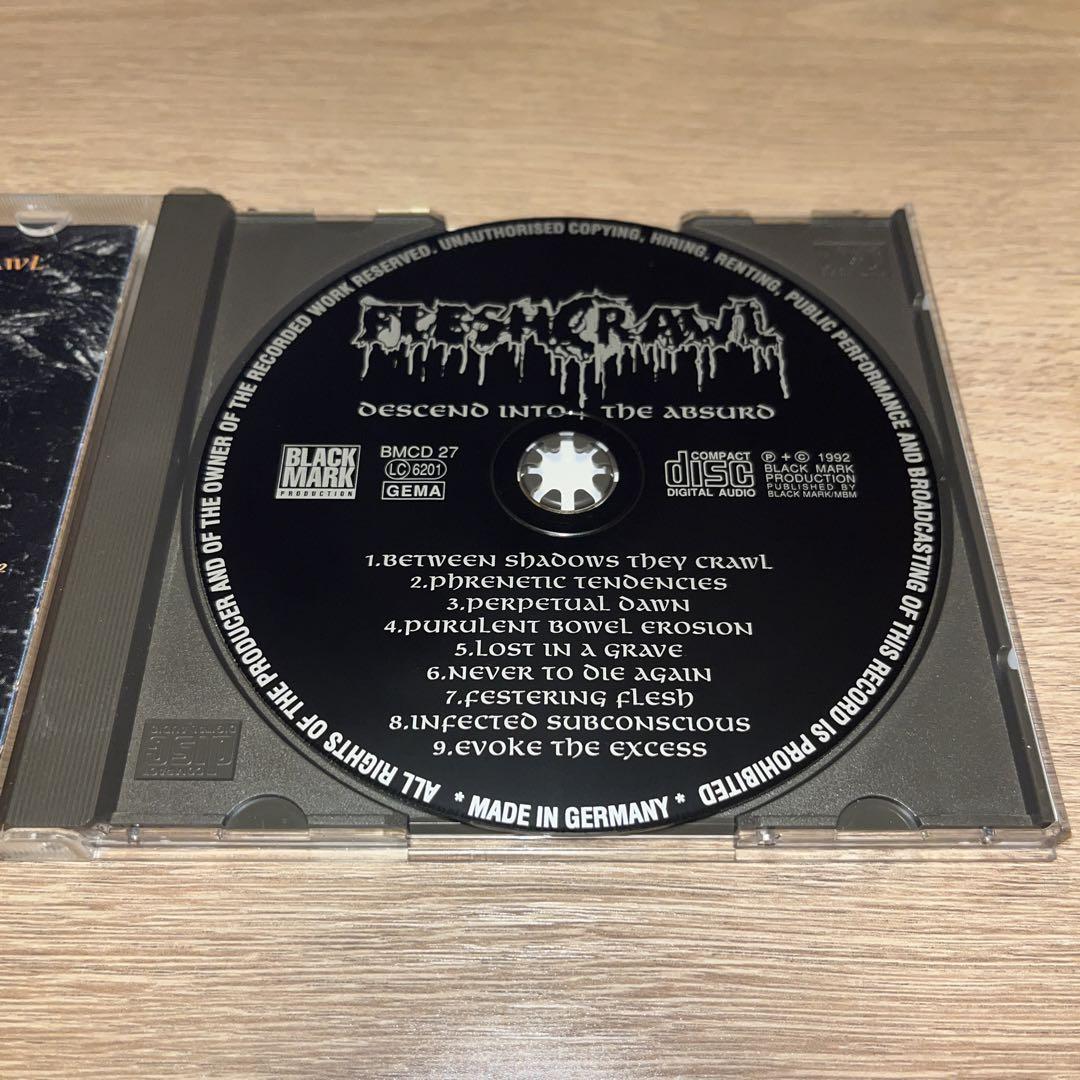 ALL RIGHTS OF THE PRODUCER AND OF THE OWNER OF THE RECORDED WORK RESERVED. UNAUTHORISED COPYING, HIRING, RENTING, PUBLIC PERFORMANCE AND BROADCASTING OF THIS RECORD IS PROHIBITED
* MADE IN GERMANY *
FLESHCRAWL
DESCEND INTO THE ABSURD
BLACK
MARK
PRODUCTION
BMCD 27
LC 6201
GEMA
COMPACT
disc
DIGITAL AUDIO
P + C 1992
BLACK MARK
PRODUCTION
PUBLISHED BY
BLACK MARK/MBM
1.BETWEEN SHADOWS THEY CRAWL
2.PHRENETIC TENDENCIES
3.PERPETUAL DAWN
4.PURULENT BOWEL EROSION
5.LOST IN A GRAVE
6.NEVER TO DIE AGAIN
7.FESTERING FLESH
8.INFECTED SUBCONSCIOUS
9.EVOKE THE EXCESS